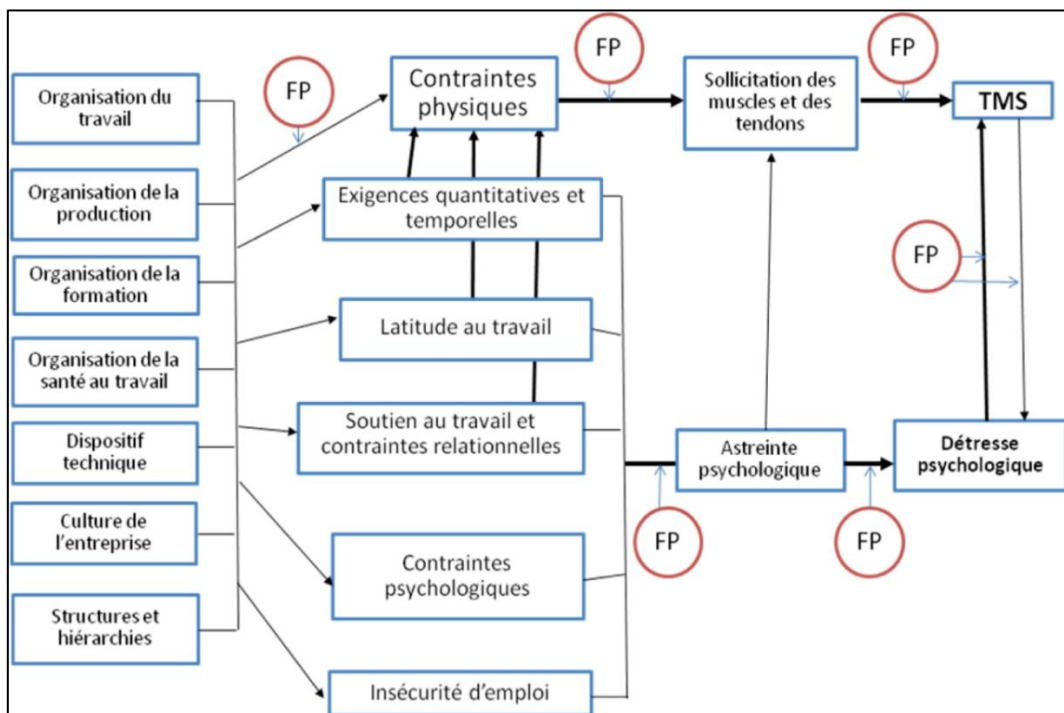 Organisation du
travail
Organisation de la
production
Organisation de la
formation
Organisation de la
santé au travail
Dispositif
technique
Culture de
l'entreprise
Structures et
hiérarchies
FP
Contraintes
physiques
Exigences quantitatives et
temporelles
Latitude au travail
Soutien au travail et
contraintes relationnelles
Contraintes
psychologiques
Insécurité d'emploi
FP
Sollicitation des
muscles et des
tendons
FP
TMS
FP
Astreinte
psychologique
Détresse
psychologique
FP
FP